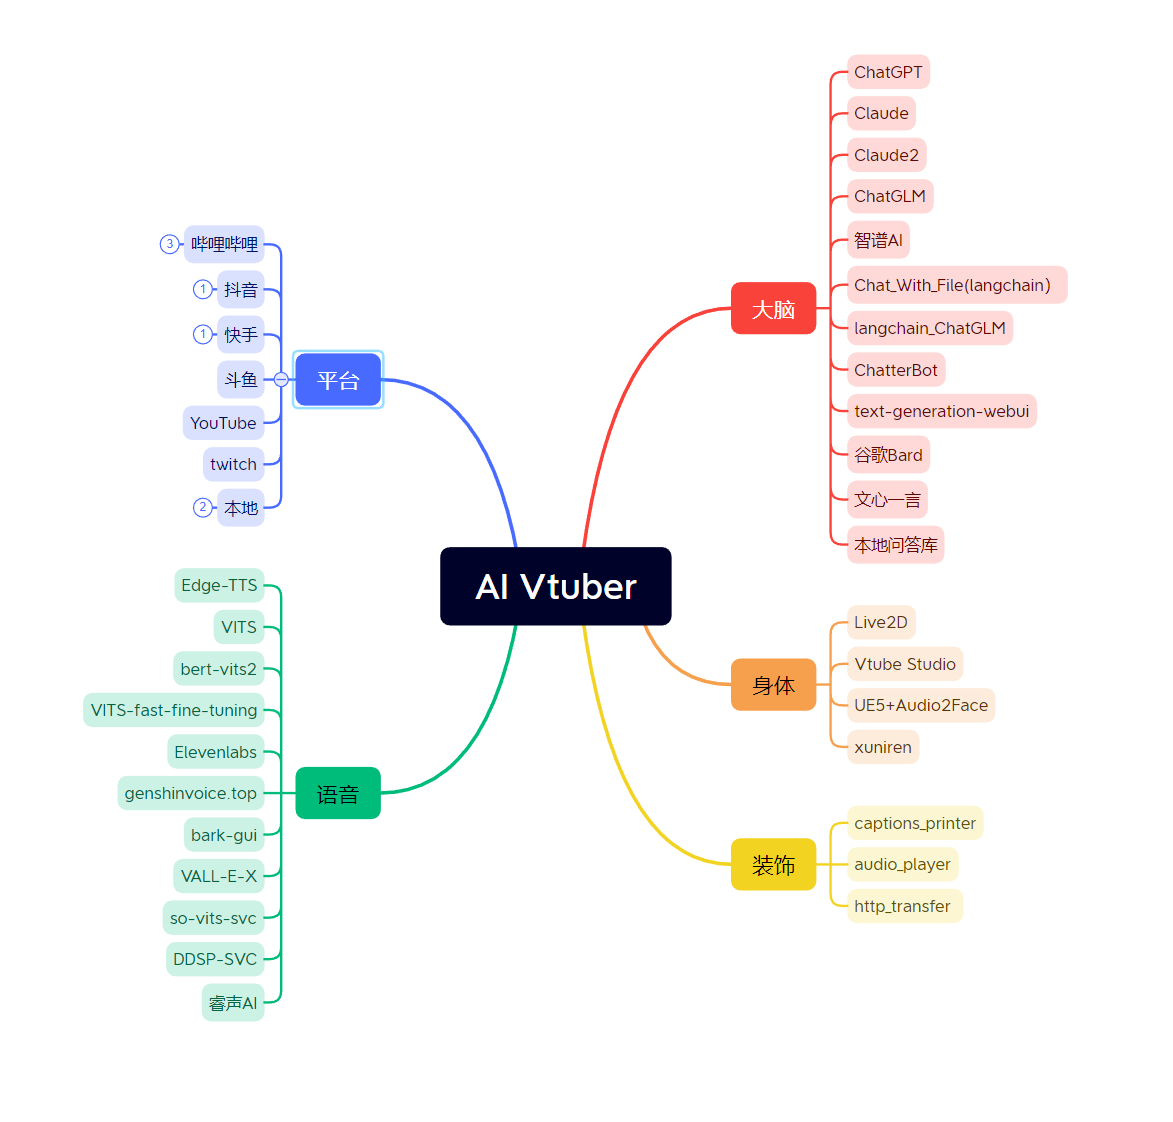 AI Vtuber
大脑
ChatGPT
Claude
Claude2
ChatGLM
智谱AI
Chat_With_File(langchain)
langchain_ChatGLM
ChatterBot
text-generation-webui
谷歌Bard
文心一言
本地问答库
身体
Live2D
Vtube Studio
UE5+Audio2Face
xuniren
装饰
captions_printer
audio_player
http_transfer
平台
3 哔哩哔哩
1 抖音
1 快手
斗鱼
YouTube
twitch
2 本地
语音
Edge-TTS
VITS
bert-vits2
VITS-fast-fine-tuning
Elevenlabs
genshinvoice.top
bark-gui
VALL-E-X
so-vits-svc
DDSP-SVC
睿声AI